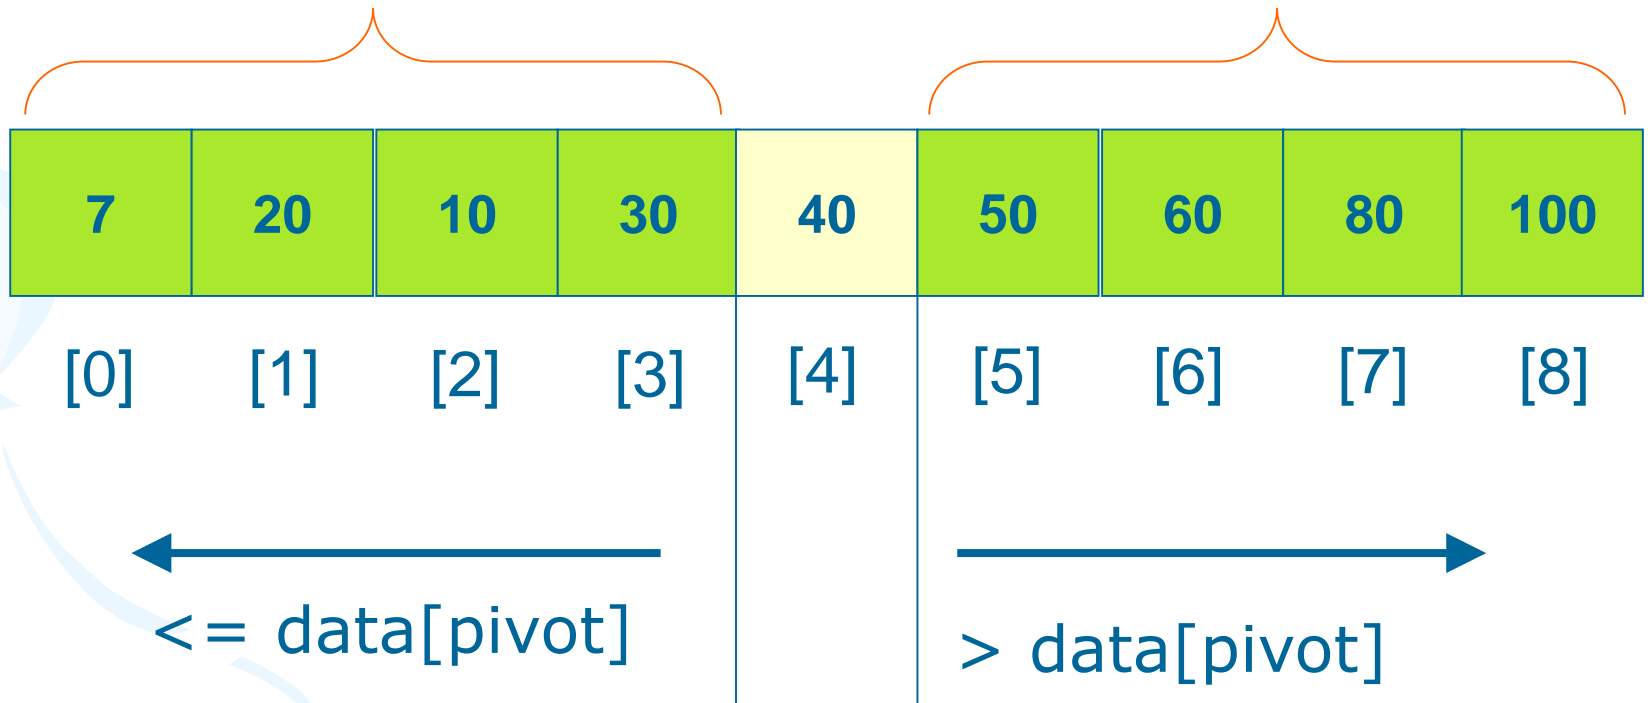 7 20 10 30 40 50 60 80 100
[0] [1] [2] [3] [4] [5] [6] [7] [8]
<= data[pivot]
> data[pivot]